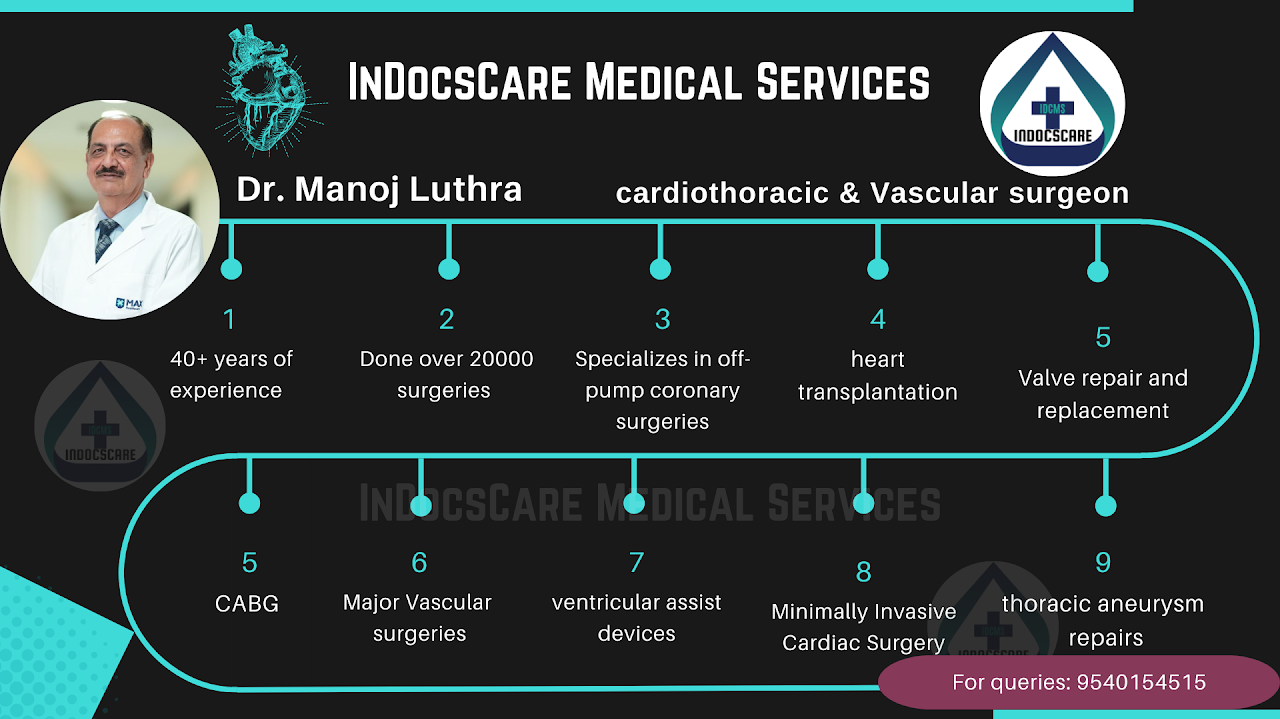 InDocsCare Medical Services
IDCMS
INDOCSCARE
Dr. Manoj Luthra
cardiothoracic & Vascular surgeon
MAX
1
40+ years of
experience
2
Done over 20000
surgeries
3
Specializes in off-
pump coronary
surgeries
4
heart
transplantation
5
Valve repair and
replacement
IDCMS
INDOCSCARE
InDocsCare Medical Services
5
CABG
6
Major Vascular
surgeries
7
ventricular assist
devices
8
Minimally Invasive
Cardiac Surgery
9
thoracic aneurysm
repairs
IDCMS
INDOCSCARE
For queries: 9540154515